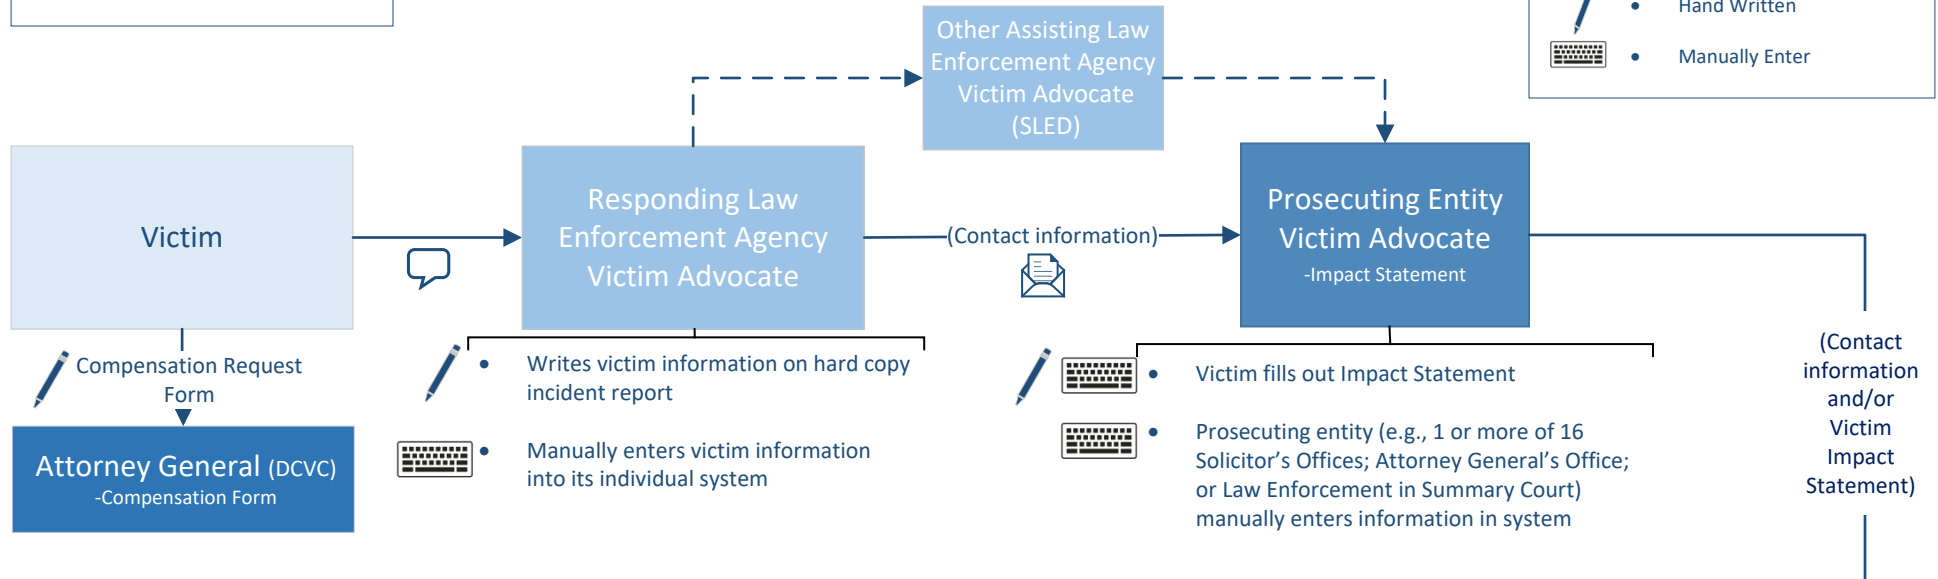 Other Assisting Law
Enforcement Agency
Victim Advocate
(SLED)
• Hand Written
• Manually Enter
Victim
Responding Law
Enforcement Agency
Victim Advocate
(Contact information)
Prosecuting Entity
Victim Advocate
-Impact Statement
Compensation Request
Form
Attorney General (DCVC)
-Compensation Form
• Writes victim information on hard copy
incident report
• Manually enters victim information
into its individual system
• Victim fills out Impact Statement
• Prosecuting entity (e.g., 1 or more of 16
Solicitor’s Offices; Attorney General’s Office;
or Law Enforcement in Summary Court)
manually enters information in system
(Contact
information
and/or
Victim
Impact
Statement)